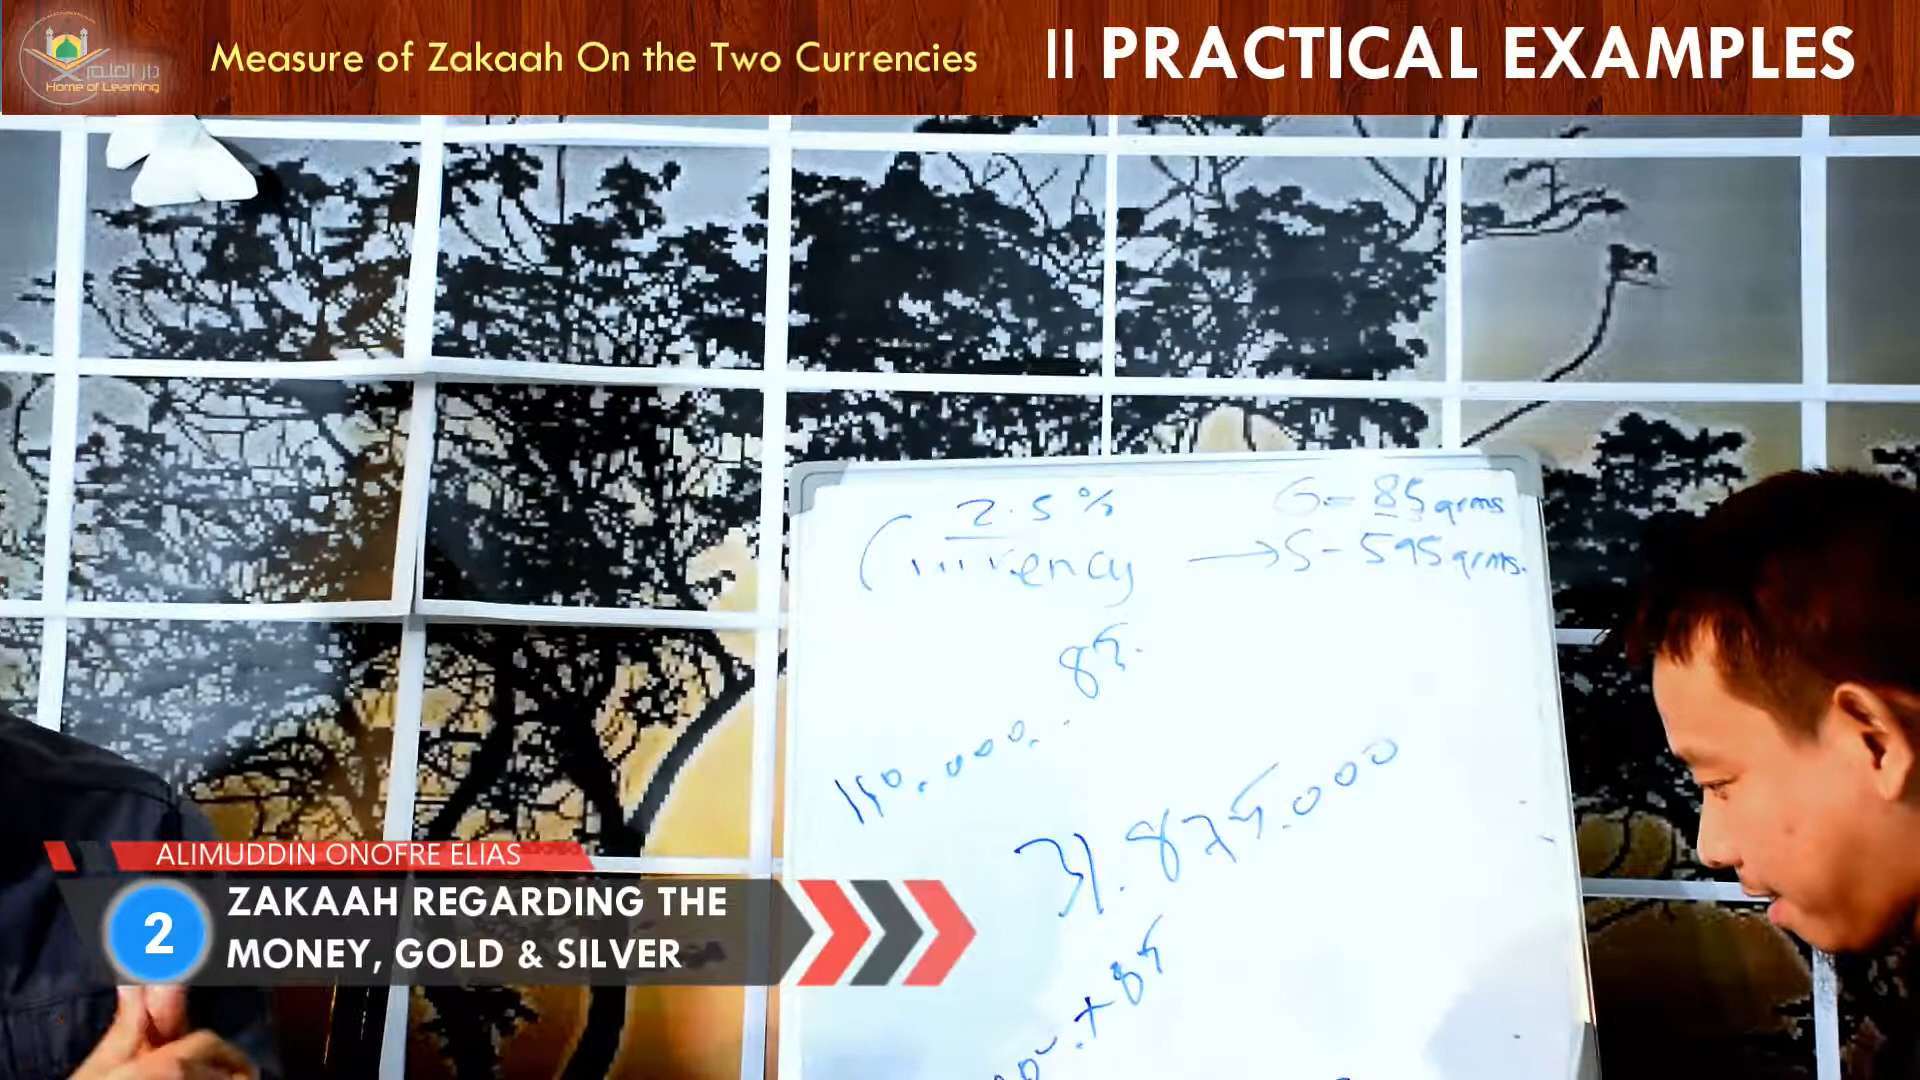 دار العلم
Home of Learning
Measure of Zakaah On the Two Currencies
|| PRACTICAL EXAMPLES
2.5%
Currency → S - 595 grms.
G = 85 grms
85.
150.000.
31.875.000
+ 85
ALIMUDDIN ONOFRE ELIAS
2
ZAKAAH REGARDING THE
MONEY, GOLD & SILVER